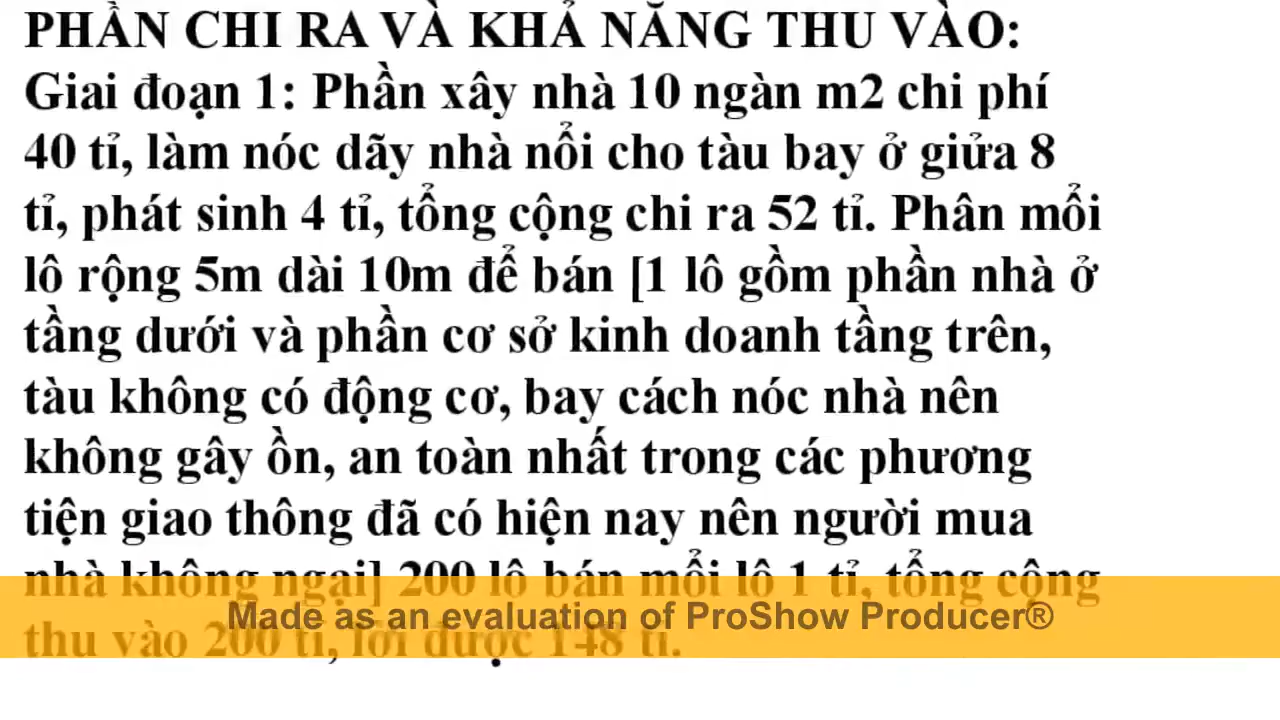 PHẦN CHI RA VÀ KHẢ NĂNG THU VÀO:
Giai đoạn 1: Phần xây nhà 10 ngàn m2 chi phí
40 tỉ, làm nóc dãy nhà nổi cho tàu bay ở giửa 8
tỉ, phát sinh 4 tỉ, tổng cộng chi ra 52 tỉ. Phân mổi
lô rộng 5m dài 10m để bán [1 lô gồm phần nhà ở
tầng dưới và phần cơ sở kinh doanh tầng trên,
tàu không có động cơ, bay cách nóc nhà nên
không gây ồn, an toàn nhất trong các phương
tiện giao thông đã có hiện nay nên người mua
nhà không ngại] 200 lô bán mổi lô 1 tỉ, tổng cộng
Made as an evaluation of ProShow Producer®
thu vào 200 tỉ, lời được 148 tỉ.